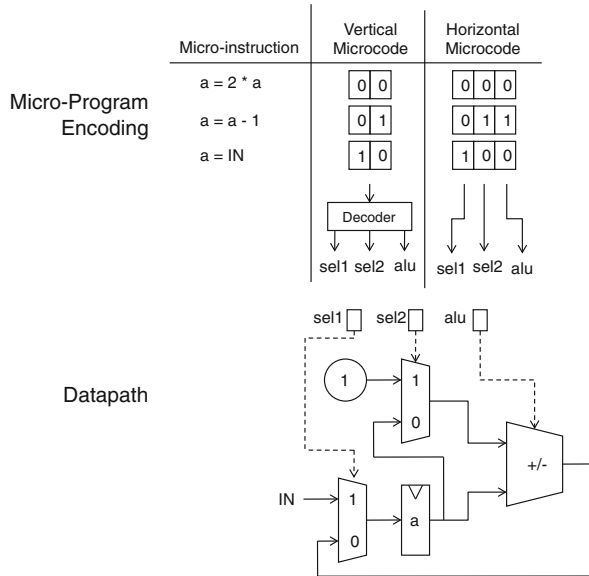 Micro-Program
Encoding
Micro-instruction
Vertical
Microcode
Horizontal
Microcode
a = 2 * a
0 0
0 0 0
a = a - 1
0 1
0 1 1
a = IN
1 0
1 0 0
Decoder
sel1 sel2 alu
sel1 sel2 alu
Datapath
sel1 sel2 alu
1
1
0
+/-
IN
1
0
a